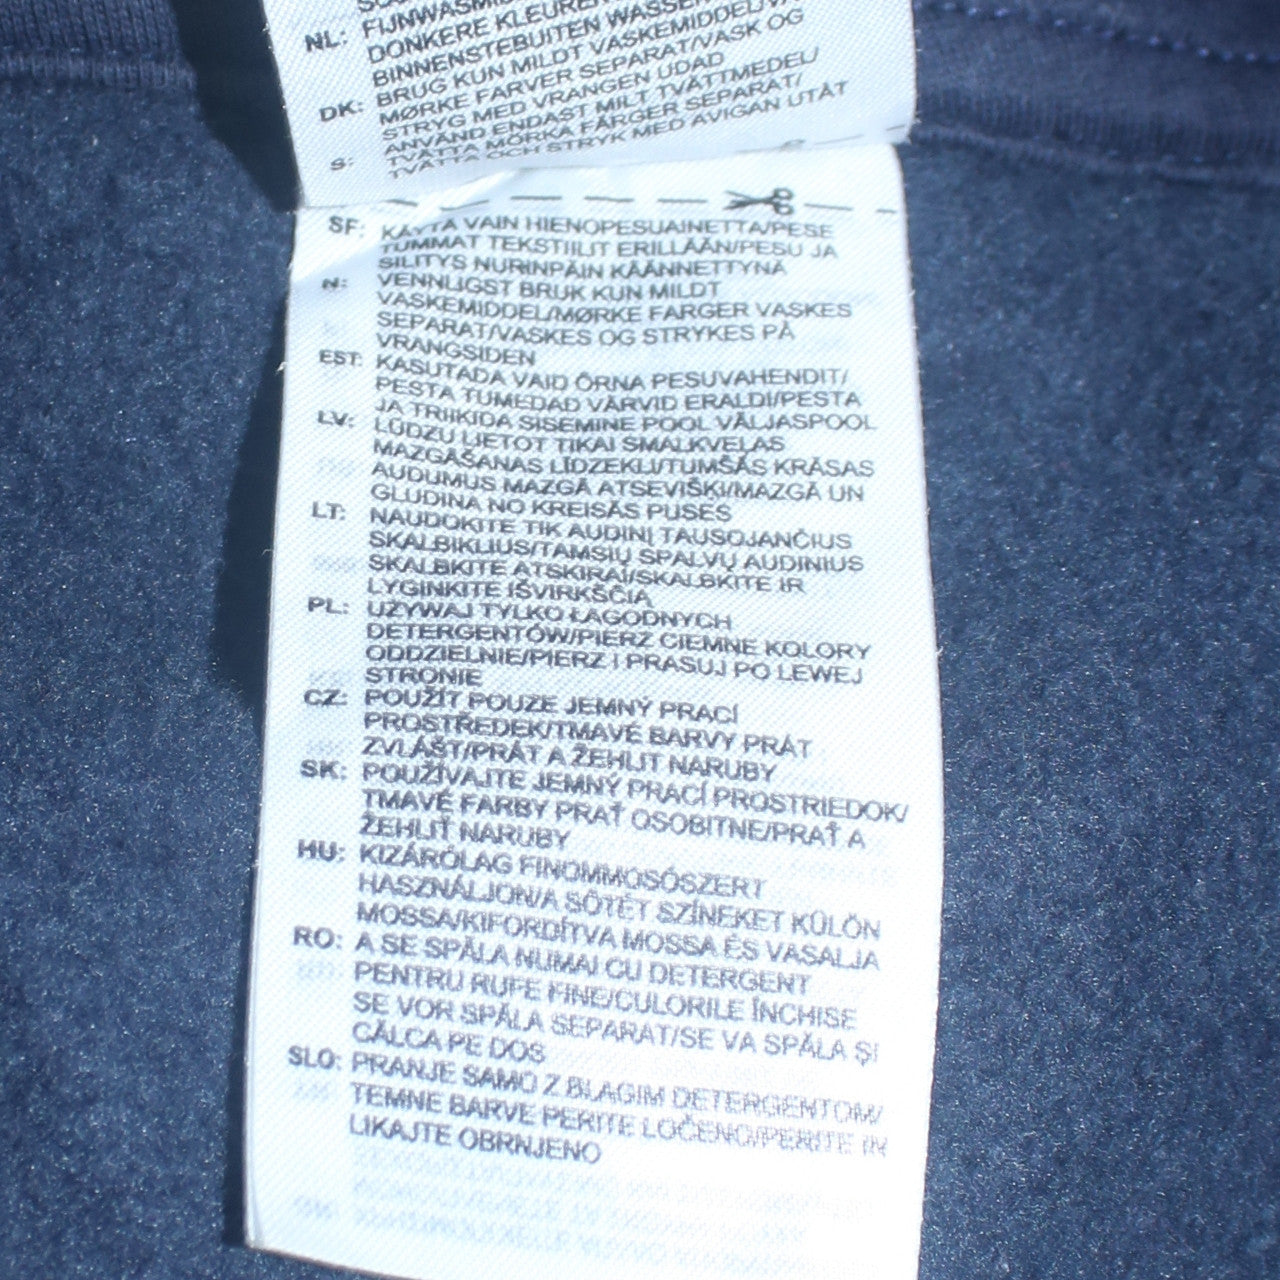 NL: FIJNWASMID
DONKERE KLEUREN
BINNENSTEBUITEN WASSEN
DK: BRUG KUN MILDT VASKEMIDDEL/VASK
MØRKE FARVER SEPARAT/VASK OG
STRYG MED VRANGEN UDAD
S: ANVÄND ENDAST MILT TVÄTTMEDEL/
TVÄTTA MÖRKA FÄRGER SEPARAT/
TVÄTTA OCH STRYK MED AVIGAN UTÅT
SF: KÄYTÄ VAIN HIENOPESUAINETTA/PESE
TUMMAT TEKSTIILIT ERILLÄÄN/PESU JA
SILITYS NURINPÄIN KÄÄNNETTYNÄ
N: VENNLIGST BRUK KUN MILDT
VASKEMIDDEL/MØRKE FARGER VASKES
SEPARAT/VASKES OG STRYKES PÅ
VRANGSIDEN
EST: KASUTADA VAID ÕRNA PESUVAHENDIT/
PESTA TUMEDAD VÄRVID ERALDI/PESTA
JA TRIIKIDA SISEMINE POOL VÄLJASPOOL
LV: LŪDZU LIETOT TIKAI SMALKVEĻAS
MAZGĀŠANAS LĪDZEKLI/TUMŠĀS KRĀSAS
AUDUMUS MAZGĀ ATSEVIŠĶI/MAZGĀ UN
GLUDINA NO KREISĀS PUSES
LT: NAUDOKITE TIK AUDINĮ TAUSOJANČIUS
SKALBIKLIUS/TAMSIŲ SPALVŲ AUDINIUS
SKALBKITE ATSKIRAI/SKALBKITE IR
LYGINKITE IŠVIRKŠČIĄ
PL: UŻYWAJ TYLKO ŁAGODNYCH
DETERGENTÓW/PIERZ CIEMNE KOLORY
ODDZIELNIE/PIERZ I PRASUJ PO LEWEJ
STRONIE
CZ: POUŽÍT POUZE JEMNÝ PRACÍ
PROSTŘEDEK/TMAVÉ BARVY PRÁT
ZVLÁŠT/PRÁT A ŽEHLIT NARUBY
SK: POUŽÍVAJTE JEMNÝ PRACÍ PROSTRIEDOK/
TMAVÉ FARBY PRAŤ OSOBITNE/PRAŤ A
ŽEHLIŤ NARUBY
HU: KIZÁRÓLAG FINOMMOSÓSZERT
HASZNÁLJON/A SÖTÉT SZÍNEKET KÜLÖN
MOSSA/KIFORDÍTVA MOSSA ÉS VASALJA
RO: A SE SPĂLA NUMAI CU DETERGENT
PENTRU RUFE FINE/CULORILE ÎNCHISE
SE VOR SPĂLA SEPARAT/SE VA SPĂLA ȘI
CĂLCA PE DOS
SLO: PRANJE SAMO Z BLAGIM DETERGENTOM/
TEMNE BARVE PERITE LOČENO/PERITE IN
LIKAJTE OBRNJENO